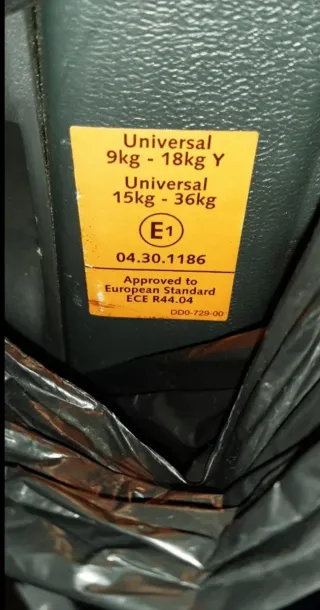 Universal
9kg - 18kg Y
Universal
15kg - 36kg
E1
04.30.1186
Approved to
European Standard
ECE R44.04
DD0-729-00